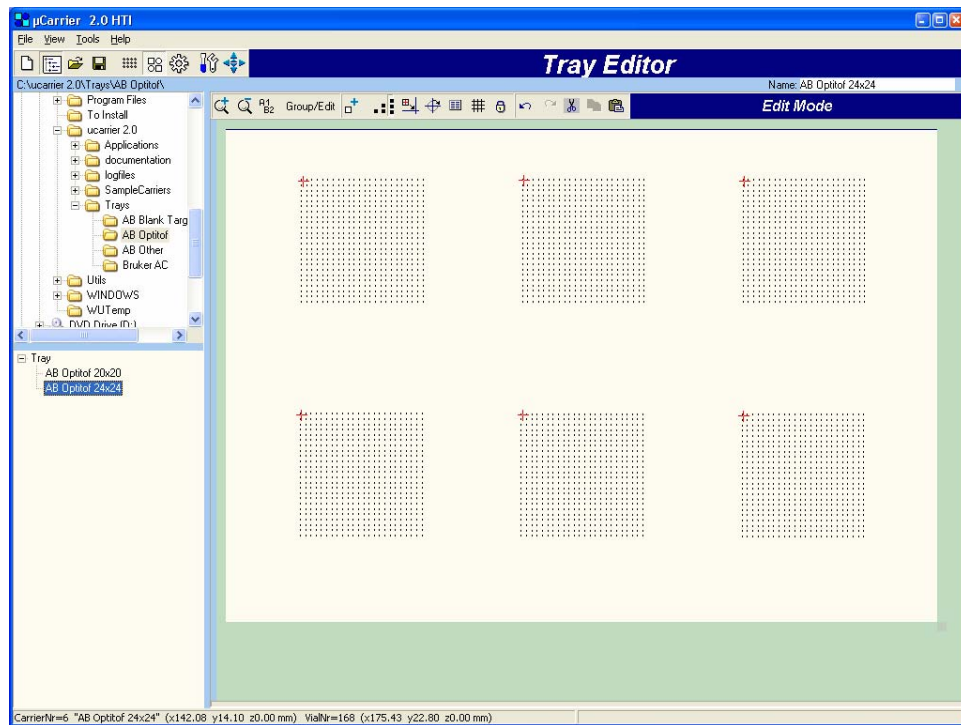 µCarrier 2.0 HTI
File View Tools Help
Tray Editor
C:\ucarrier 2.0\Trays\AB Optitof\
Name: AB Optitof 24x24
Program Files
To Install
ucarrier 2.0
Applications
documentation
logfiles
SampleCarriers
Trays
AB Blank Targ
AB Optitof
AB Other
Bruker AC
Utils
WINDOWS
WUTemp
DVD Drive (D:)
A1 B2 Group/Edit
Edit Mode
Tray
AB Optitof 20x20
AB Optitof 24x24
CarrierNr=6 "AB Optitof 24x24" (x142.08 y14.10 z0.00 mm) VialNr=168 (x175.43 y22.80 z0.00 mm)